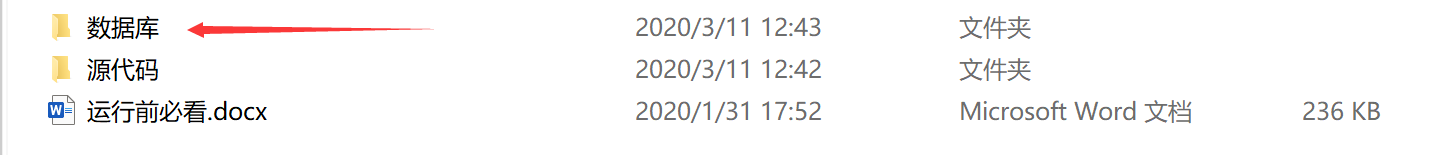 数据库 2020/3/11 12:43 文件夹
源代码 2020/3/11 12:42 文件夹
运行前必看.docx 2020/1/31 17:52 Microsoft Word 文档 236 KB